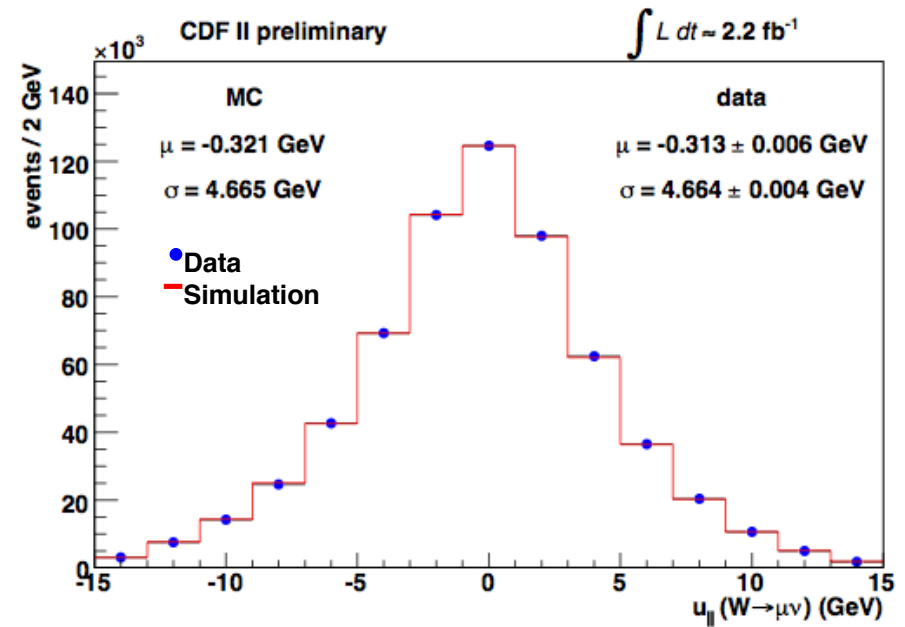 CDF II preliminary
∫ L dt ≈ 2.2 fb⁻¹
×10³
events / 2 GeV
MC
μ = -0.321 GeV
σ = 4.665 GeV
data
μ = -0.313 ± 0.006 GeV
σ = 4.664 ± 0.004 GeV
Data
Simulation
140
120
100
80
60
40
20
0
-15 -10 -5 0 5 10 15
u|| (W→μν) (GeV)